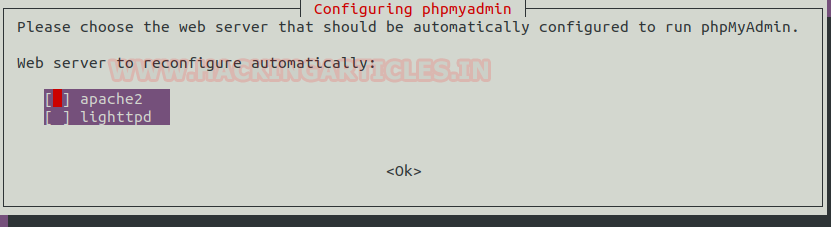 Configuring phpmyadmin
Please choose the web server that should be automatically configured to run phpMyAdmin.
Web server to reconfigure automatically:
WWW.HACKINGARTICLES.IN
[ ] apache2
[ ] lighttpd
<Ok>